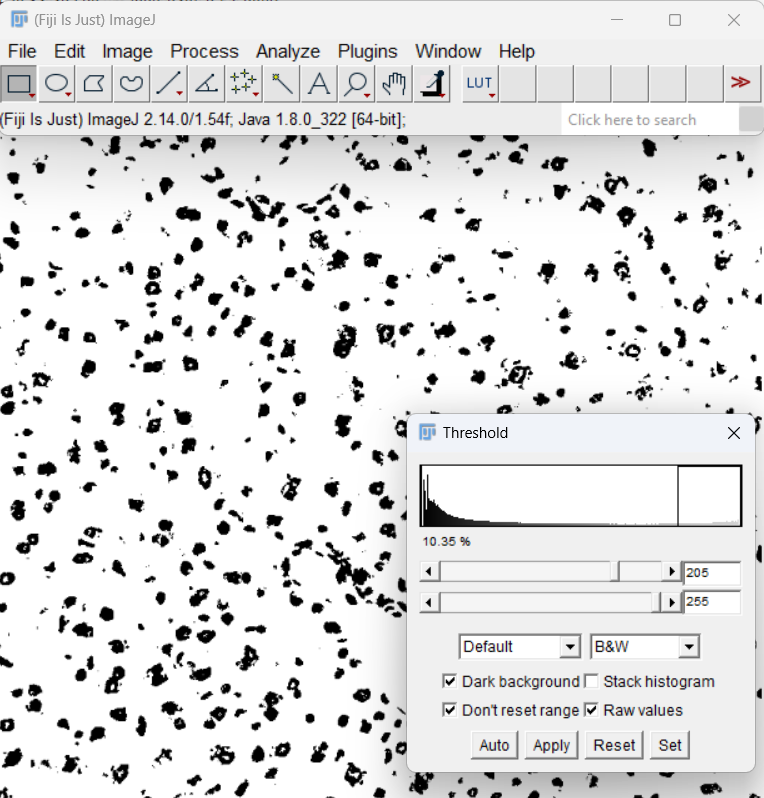 (Fiji Is Just) ImageJ
File Edit Image Process Analyze Plugins Window Help
LUT
(Fiji Is Just) ImageJ 2.14.0/1.54f; Java 1.8.0_322 [64-bit];
Click here to search
Threshold
10.35 %
205
255
Default B&W
Dark background Stack histogram
Don't reset range Raw values
Auto Apply Reset Set